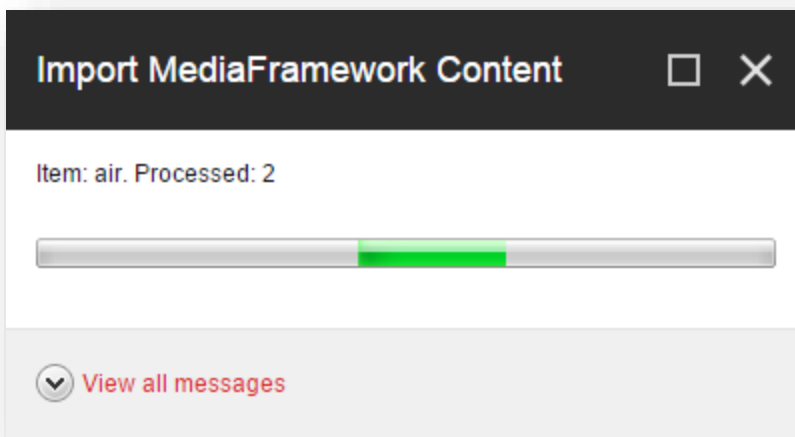 Import MediaFramework Content
Item: air. Processed: 2
View all messages